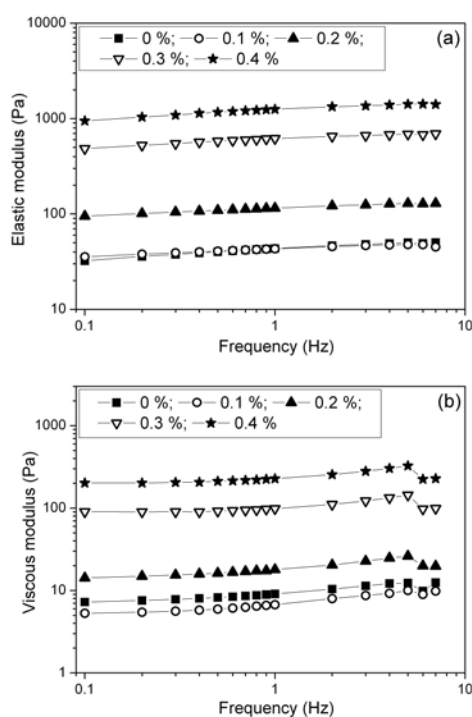 (a)
0 %; 0.1 %; 0.2 %;
0.3 %; 0.4 %
10000
1000
100
10
Elastic modulus (Pa)
0.1 1 10
Frequency (Hz)
(b)
0 %; 0.1 %; 0.2 %;
0.3 %; 0.4 %
1000
100
10
1
Viscous modulus (Pa)
0.1 1 10
Frequency (Hz)